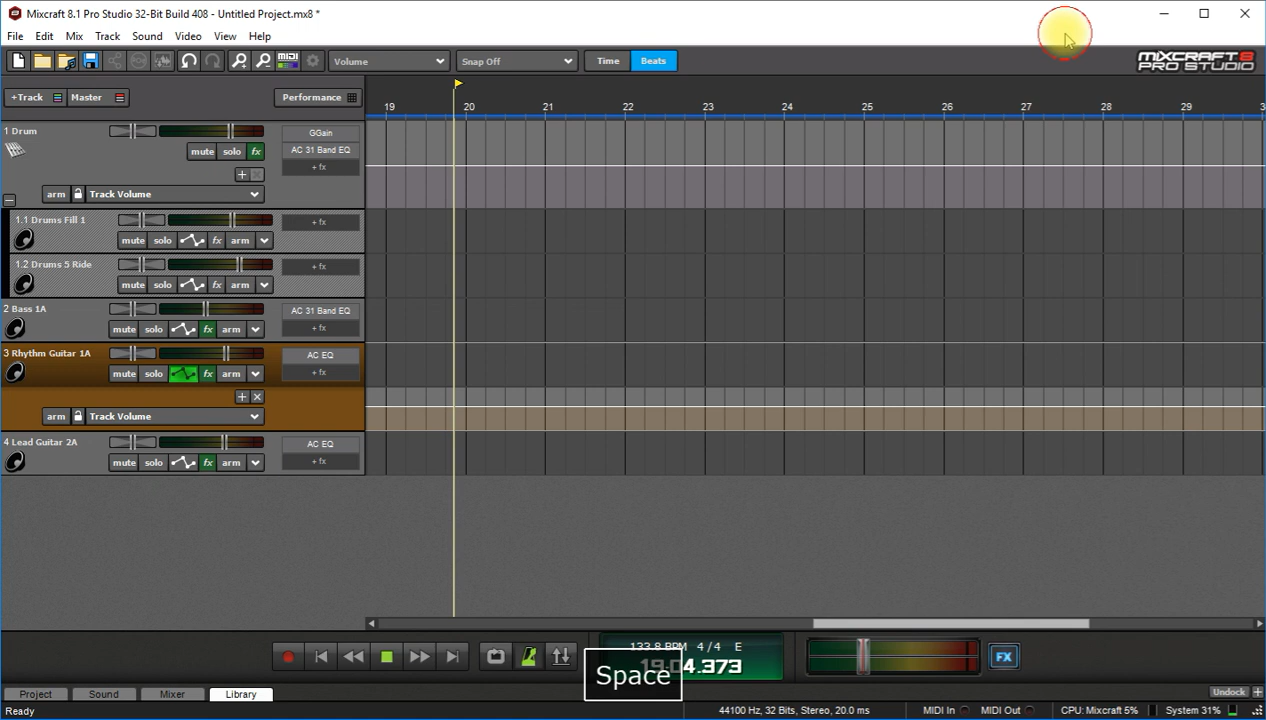 Mixcraft 8.1 Pro Studio 32-Bit Build 408 - Untitled Project.mx8 *
File Edit Mix Track Sound Video View Help
Volume Snap Off Time Beats MIXCRAFT 8 PRO STUDIO
midi
+Track Master Performance
19 20 21 22 23 24 25 26 27 28 29 3
1 Drum GGain
mute solo fx AC 31 Band EQ
+ fx
arm Track Volume
1.1 Drums Fill 1 + fx
mute solo fx arm
1.2 Drums 5 Ride + fx
mute solo fx arm
2 Bass 1A AC 31 Band EQ
mute solo fx arm + fx
3 Rhythm Guitar 1A AC EQ
mute solo fx arm + fx
arm Track Volume
4 Lead Guitar 2A AC EQ
mute solo fx arm + fx
133.8 BPM 4 / 4 E
19:04.373 FX
Space
Project Sound Mixer Library Undock
Ready 44100 Hz, 32 Bits, Stereo, 20.0 ms MIDI In MIDI Out CPU: Mixcraft 5% System 31%